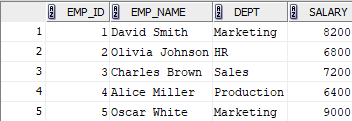 EMP_ID EMP_NAME DEPT SALARY
1 1 David Smith Marketing 8200
2 2 Olivia Johnson HR 6800
3 3 Charles Brown Sales 7200
4 4 Alice Miller Production 6400
5 5 Oscar White Marketing 9000